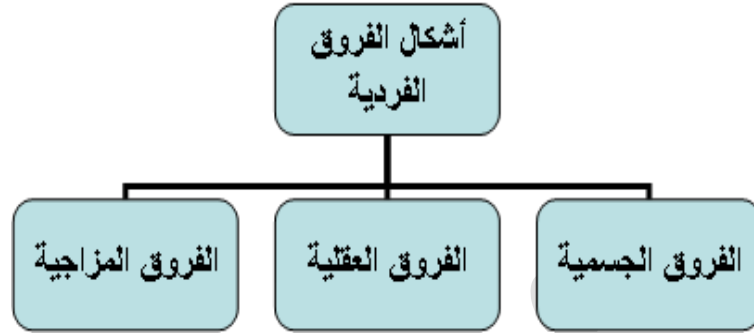 أشكال الفروق
الفردية
الفروق الجسمية
الفروق العقلية
الفروق المزاجية